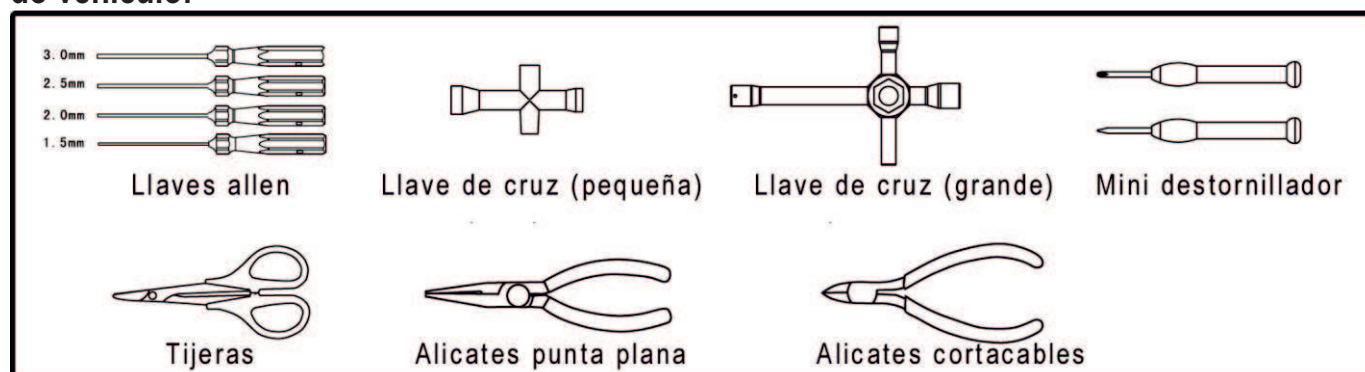 3.0mm
2.5mm
2.0mm
1.5mm
Llaves allen
Llave de cruz (pequeña)
Llave de cruz (grande)
Mini destornillador
Tijeras
Alicates punta plana
Alicates cortacables